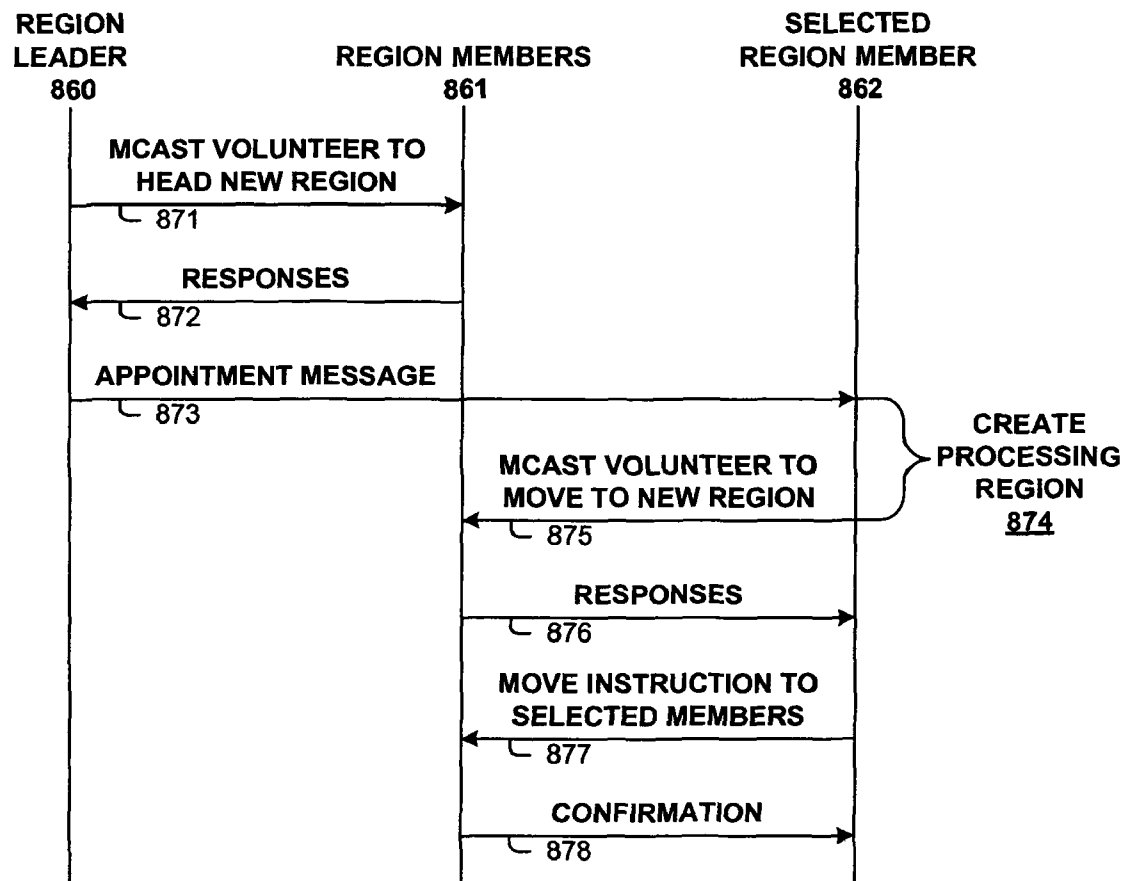 REGION
LEADER
860
REGION MEMBERS
861
SELECTED
REGION MEMBER
862
MCAST VOLUNTEER TO
HEAD NEW REGION
871
RESPONSES
872
APPOINTMENT MESSAGE
873
CREATE
PROCESSING
REGION
874
MCAST VOLUNTEER TO
MOVE TO NEW REGION
875
RESPONSES
876
MOVE INSTRUCTION TO
SELECTED MEMBERS
877
CONFIRMATION
878